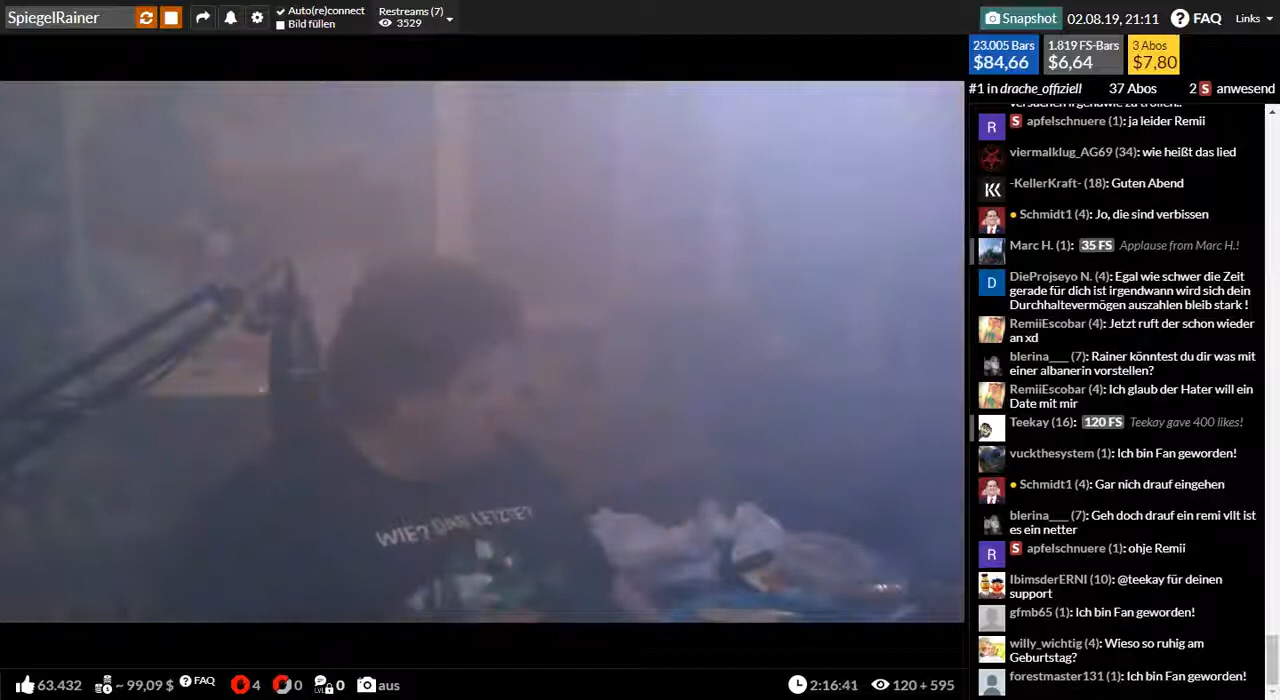 SpiegelRainer
Auto(re)connect
Bild füllen
Restreams (7)
3529
Snapshot
02.08.19, 21:11
? FAQ
Links
23.005 Bars
$84,66
1.819 FS-Bars
$6,64
3 Abos
$7,80
#1 in drache_offiziell
37 Abos
2 S anwesend
versuchen irgendwie zu trollen..
R
S apfelschnuere (1): ja leider Remii
viermalklug_AG69 (34): wie heißt das lied
-KellerKraft- (18): Guten Abend
Schmidt1 (4): Jo, die sind verbissen
Marc H. (1): 35 FS Applause from Marc H.!
D
DieProjseyo N. (4): Egal wie schwer die Zeit
gerade für dich ist irgendwann wird sich dein
Durchhaltevermögen auszahlen bleib stark !
RemiiEscobar (4): Jetzt ruft der schon wieder
an xd
blerina___ (7): Rainer könntest du dir was mit
einer albanerin vorstellen?
RemiiEscobar (4): Ich glaub der Hater will ein
Date mit mir
Teekay (16): 120 FS Teekay gave 400 likes!
vuckthesystem (1): Ich bin Fan geworden!
Schmidt1 (4): Gar nich drauf eingehen
blerina___ (7): Geh doch drauf ein remi vllt ist
es ein netter
R
S apfelschnuere (1): ohje Remii
IbimsderERNI (10): @teekay für deinen
support
gfmb65 (1): Ich bin Fan geworden!
willy_wichtig (4): Wieso so ruhig am
Geburtstag?
forestmaster131 (1): Ich bin Fan geworden!
WIE? DAS LETZTE?
63.432
~ 99,09 $
? FAQ
4
0
LVL
0
aus
2:16:41
120 + 595